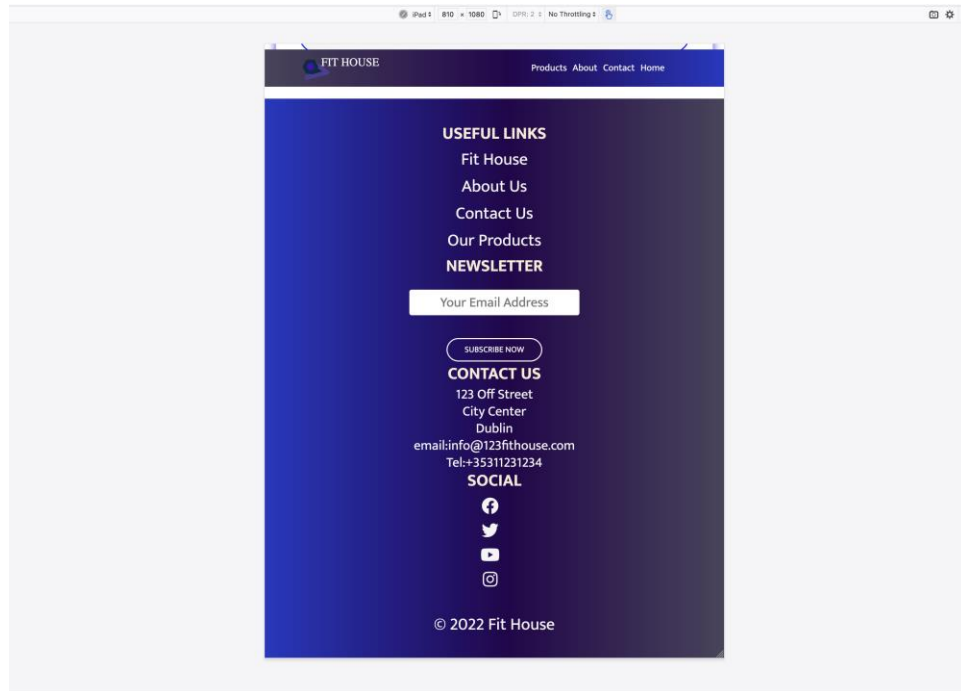 iPad 810 × 1080 DPR: 2 No Throttling
FIT HOUSE
Products About Contact Home
USEFUL LINKS
Fit House
About Us
Contact Us
Our Products
NEWSLETTER
Your Email Address
SUBSCRIBE NOW
CONTACT US
123 Off Street
City Center
Dublin
email:info@123fithouse.com
Tel:+35311231234
SOCIAL
© 2022 Fit House